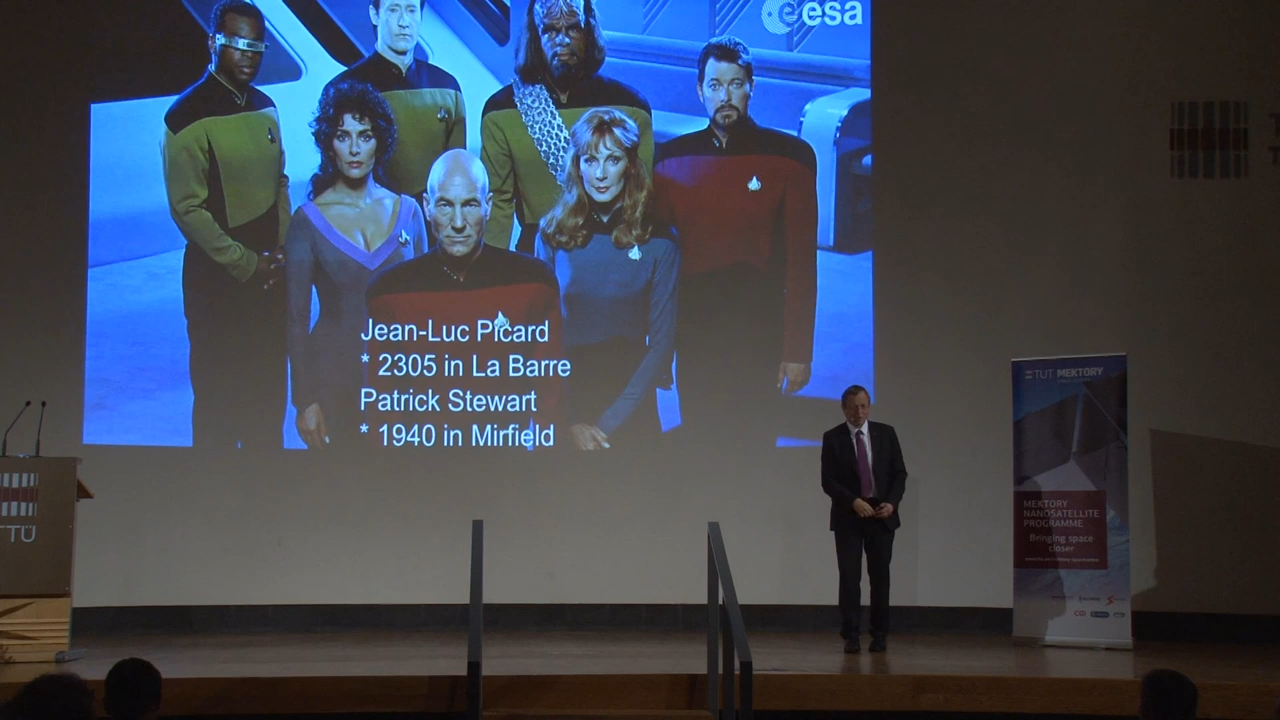 esa
Jean-Luc Picard
* 2305 in La Barre
Patrick Stewart
* 1940 in Mirfield
TTÜ
TUT MEKTORY
MEKTORY
NANOSATELLITE
PROGRAMME
Bringing space
closer
CGI